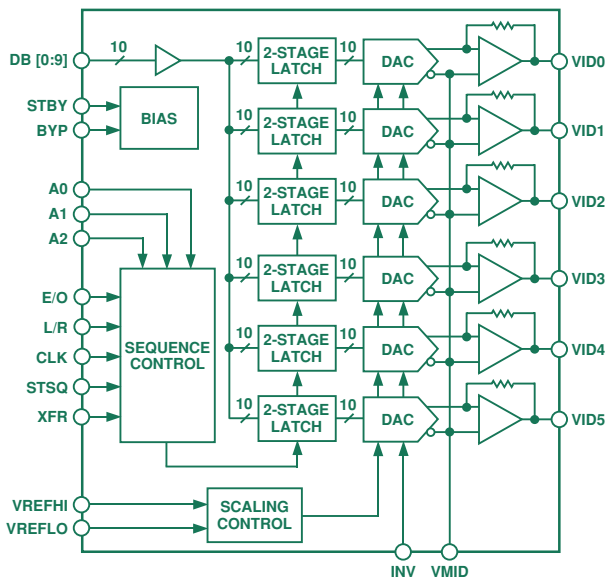 DB [0:9]
10
10
2-STAGE
LATCH
10
DAC
VID0
STBY
BYP
BIAS
10
2-STAGE
LATCH
10
DAC
VID1
A0
A1
A2
10
2-STAGE
LATCH
10
DAC
VID2
10
2-STAGE
LATCH
10
DAC
VID3
E/O
L/R
CLK
STSQ
XFR
SEQUENCE
CONTROL
10
2-STAGE
LATCH
10
DAC
VID4
10
2-STAGE
LATCH
10
DAC
VID5
VREFHI
VREFLO
SCALING
CONTROL
INV
VMID